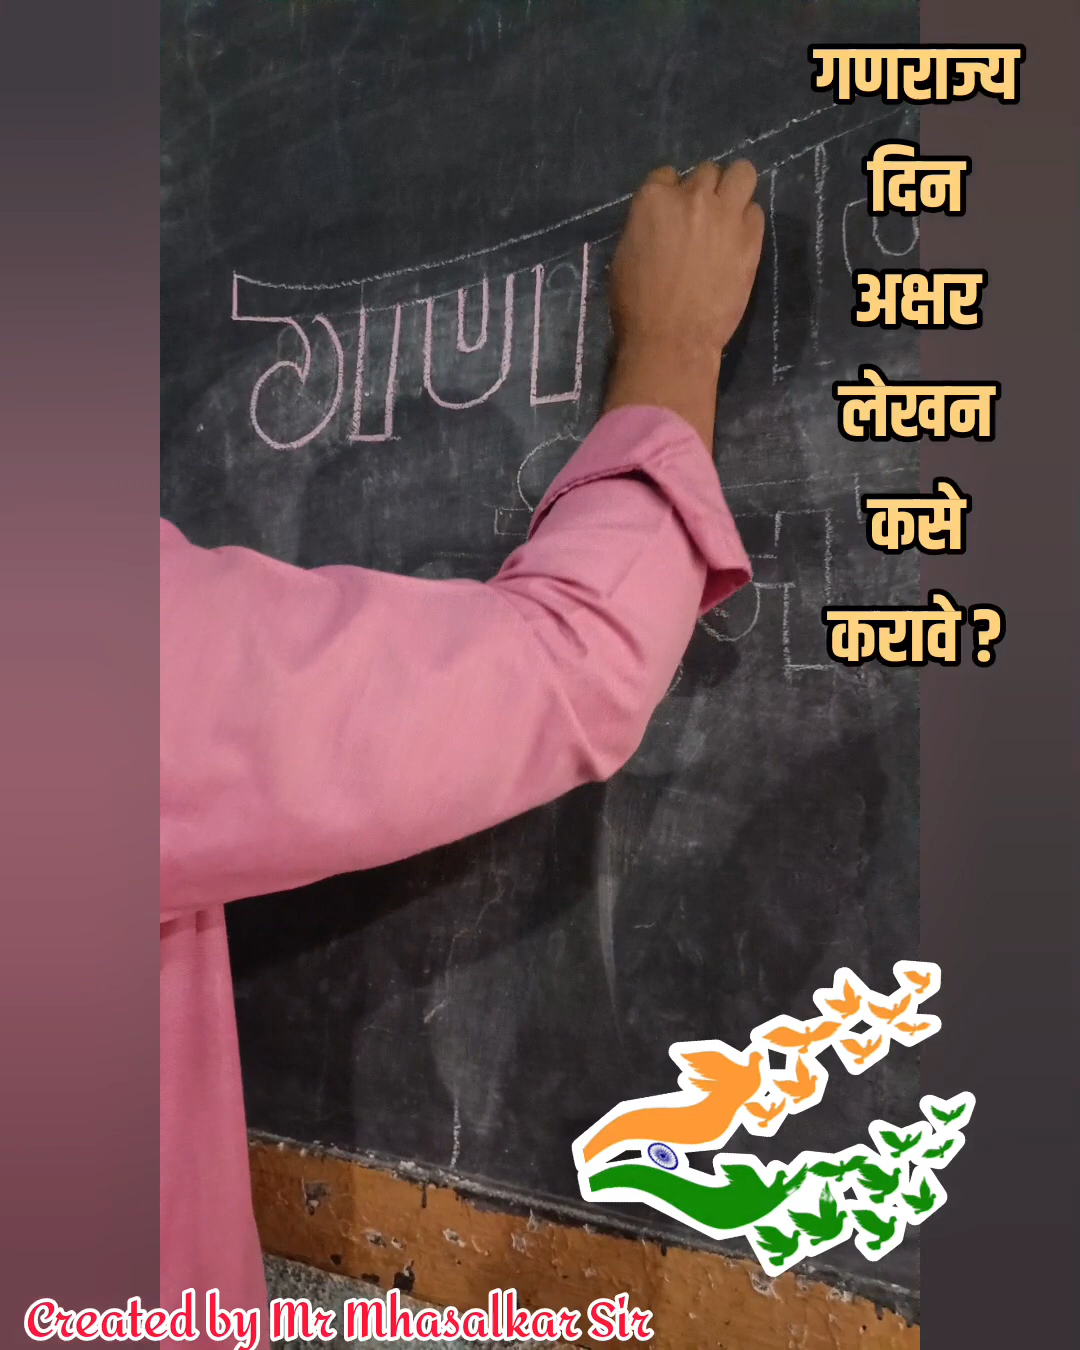 गणराज्य
दिन
अक्षर
लेखन
कसे
करावे ?
गण
Created by Mr Mhasalkar Sir